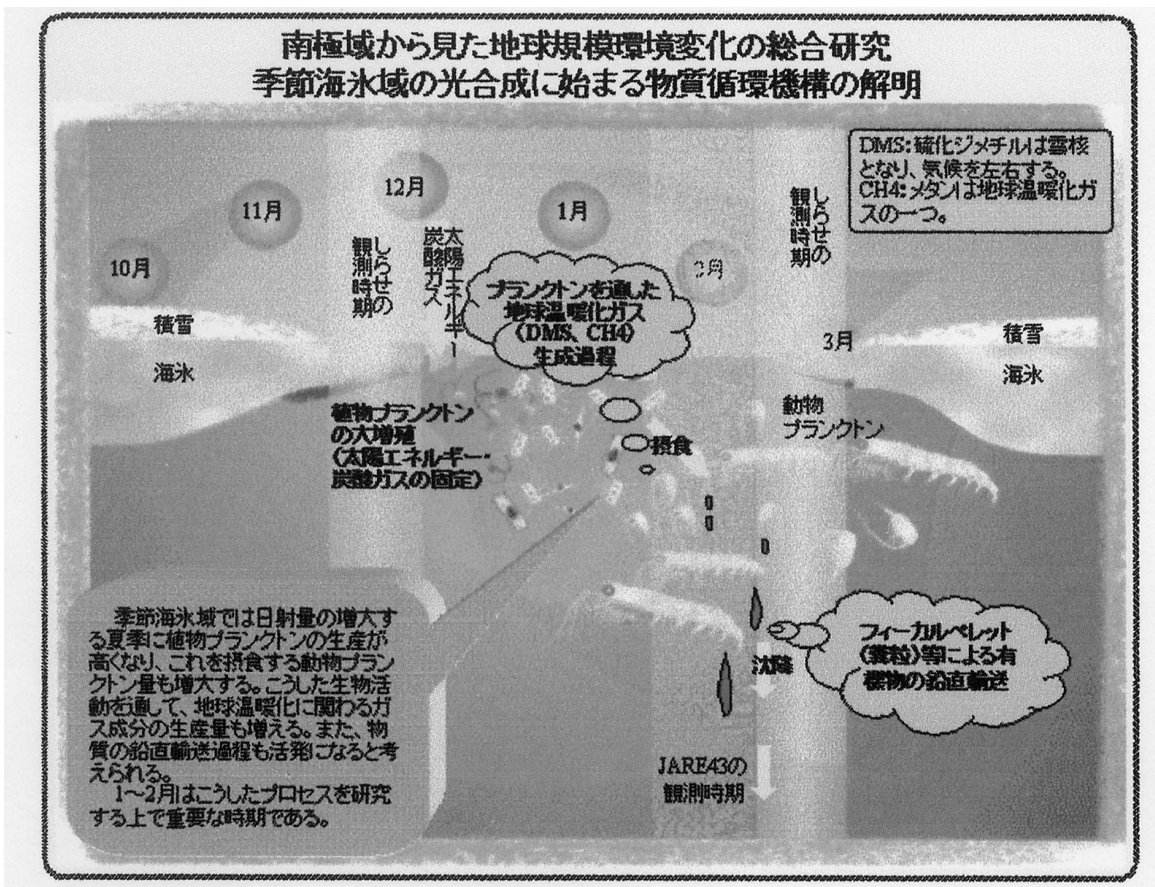 南極域から見た地球規模環境変化の総合研究
季節海氷域の光合成に始まる物質循環機構の解明
DMS:硫化ジメチルは雲核
となり、気候を左右する。
CH4:メタンは地球温暖化ガ
スの一つ。
10月
11月
12月
1月
2月
3月
しらせの
観測時期
太陽エネルギー
炭酸ガス
しらせの
観測時期
プランクトンを通した
地球温暖化ガス
(DMS、CH4)
生成過程
積雪
海氷
積雪
海氷
植物プランクトン
の大増殖
(太陽エネルギー・
炭酸ガスの固定)
摂食
動物
プランクトン
フィーカルペレット
(糞粒)等による有
機物の鉛直輸送
沈降
JARE43の
観測時期
季節海氷域では日射量の増大す
る夏季に植物プランクトンの生産が
高くなり、これを摂食する動物プラン
クトン量も増大する。こうした生物活
動を通して、地球温暖化に関わるガ
ス成分の生産量も増える。また、物
質の鉛直輸送過程も活発になると考
えられる。
1～2月はこうしたプロセスを研究
する上で重要な時期である。